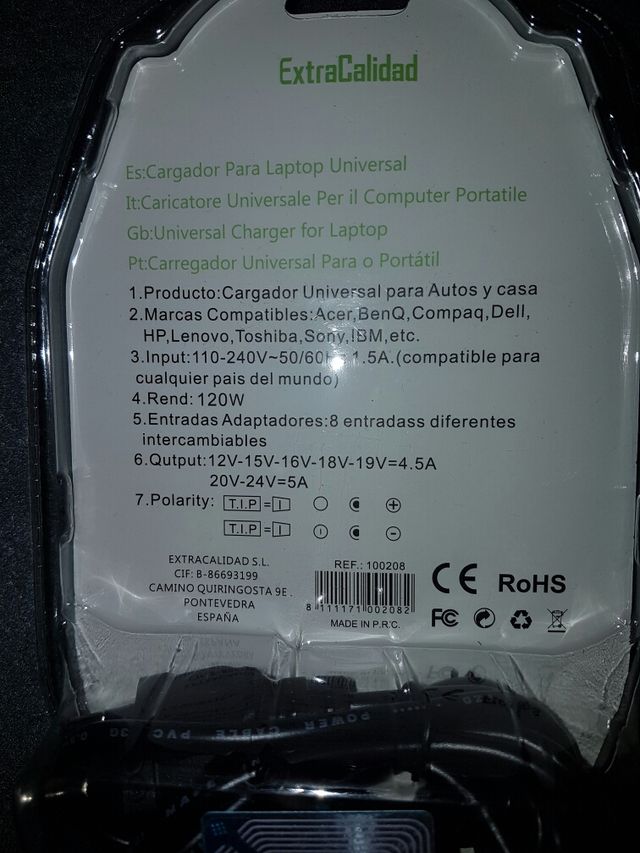 ExtraCalidad
Es:Cargador Para Laptop Universal
It:Caricatore Universale Per il Computer Portatile
Gb:Universal Charger for Laptop
Pt:Carregador Universal Para o Portátil
1.Producto:Cargador Universal para Autos y casa
2.Marcas Compatibles:Acer,BenQ,Compaq,Dell,
HP,Lenovo,Toshiba,Sony,IBM,etc.
3.Input:110-240V~50/60H 1.5A.(compatible para
cualquier pais del mundo)
4.Rend:120W
5.Entradas Adaptadores:8 entradass diferentes
intercambiables
6.Qutput:12V-15V-16V-18V-19V=4.5A
20V-24V=5A
7.Polarity: T.I.P =
T.I.P =
EXTRACALIDAD S.L.
CIF: B-86693199
CAMINO QUIRINGOSTA 9E.
PONTEVEDRA
ESPAÑA
REF.: 100208
8 111171 002082
MADE IN P.R.C.
CE RoHS
FC
POWER CABLE PVC 3G